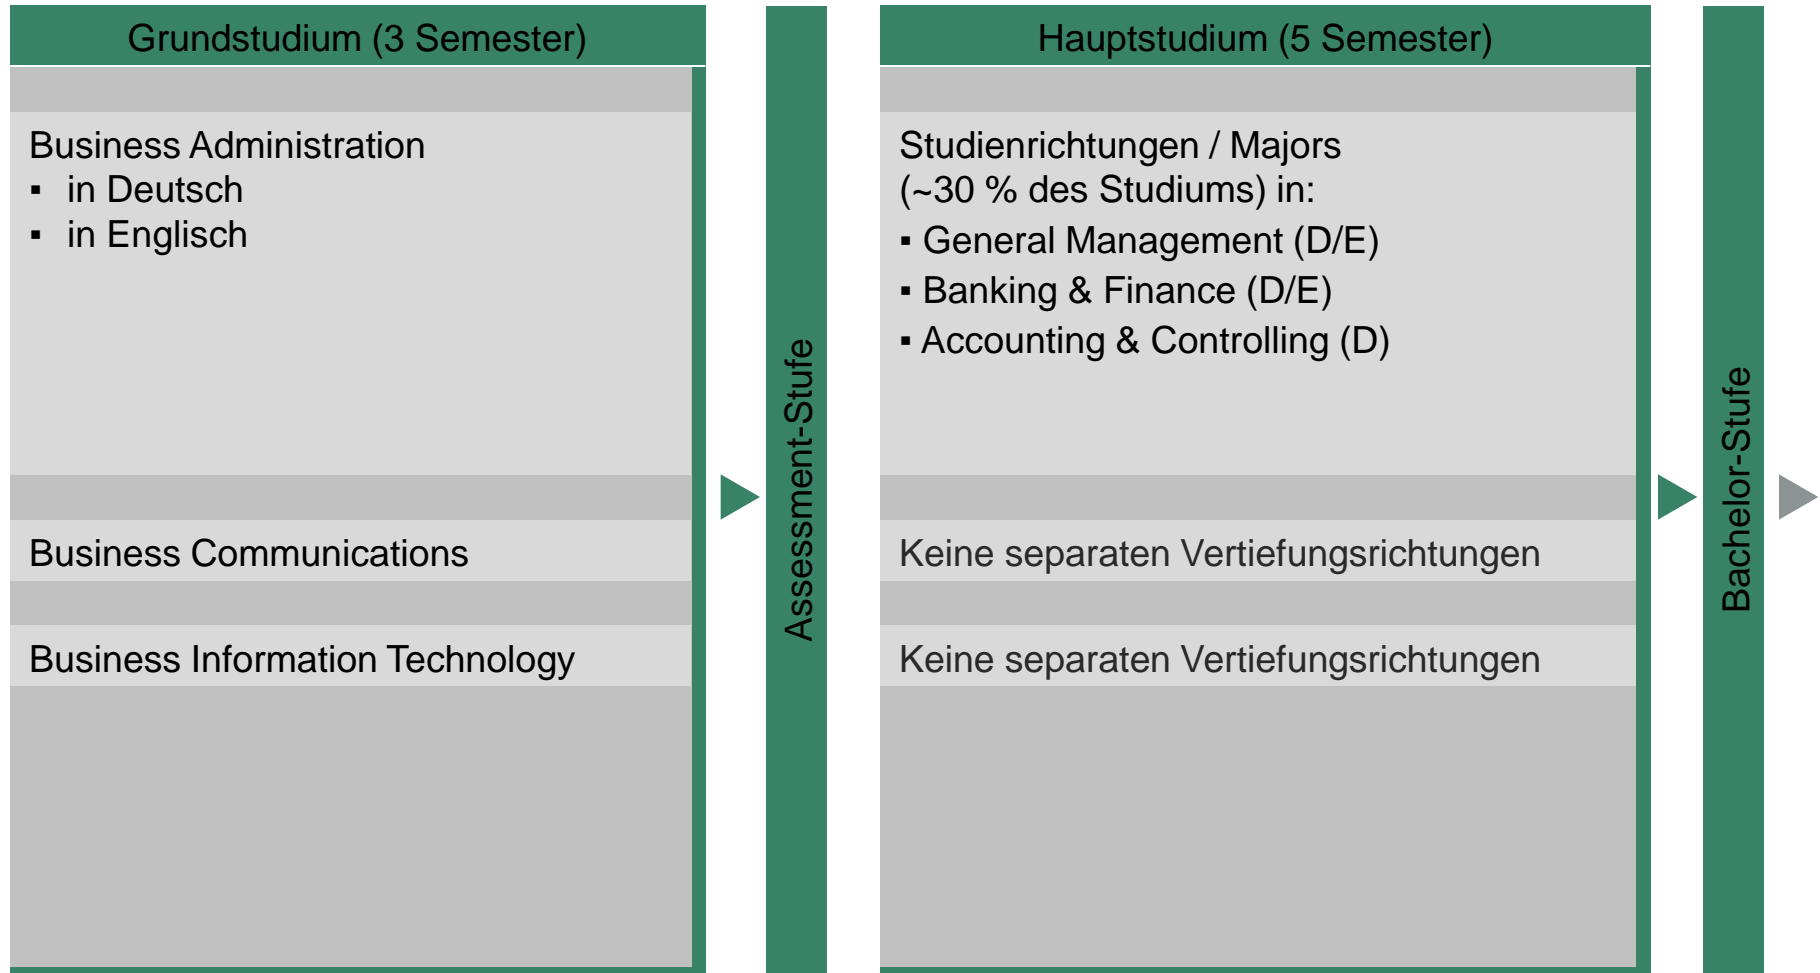 Grundstudium (3 Semester)
Business Administration
▪ in Deutsch
▪ in Englisch
Business Communications
Business Information Technology
Assessment-Stufe
Hauptstudium (5 Semester)
Studienrichtungen / Majors
(~30 % des Studiums) in:
▪ General Management (D/E)
▪ Banking & Finance (D/E)
▪ Accounting & Controlling (D)
Keine separaten Vertiefungsrichtungen
Keine separaten Vertiefungsrichtungen
Bachelor-Stufe